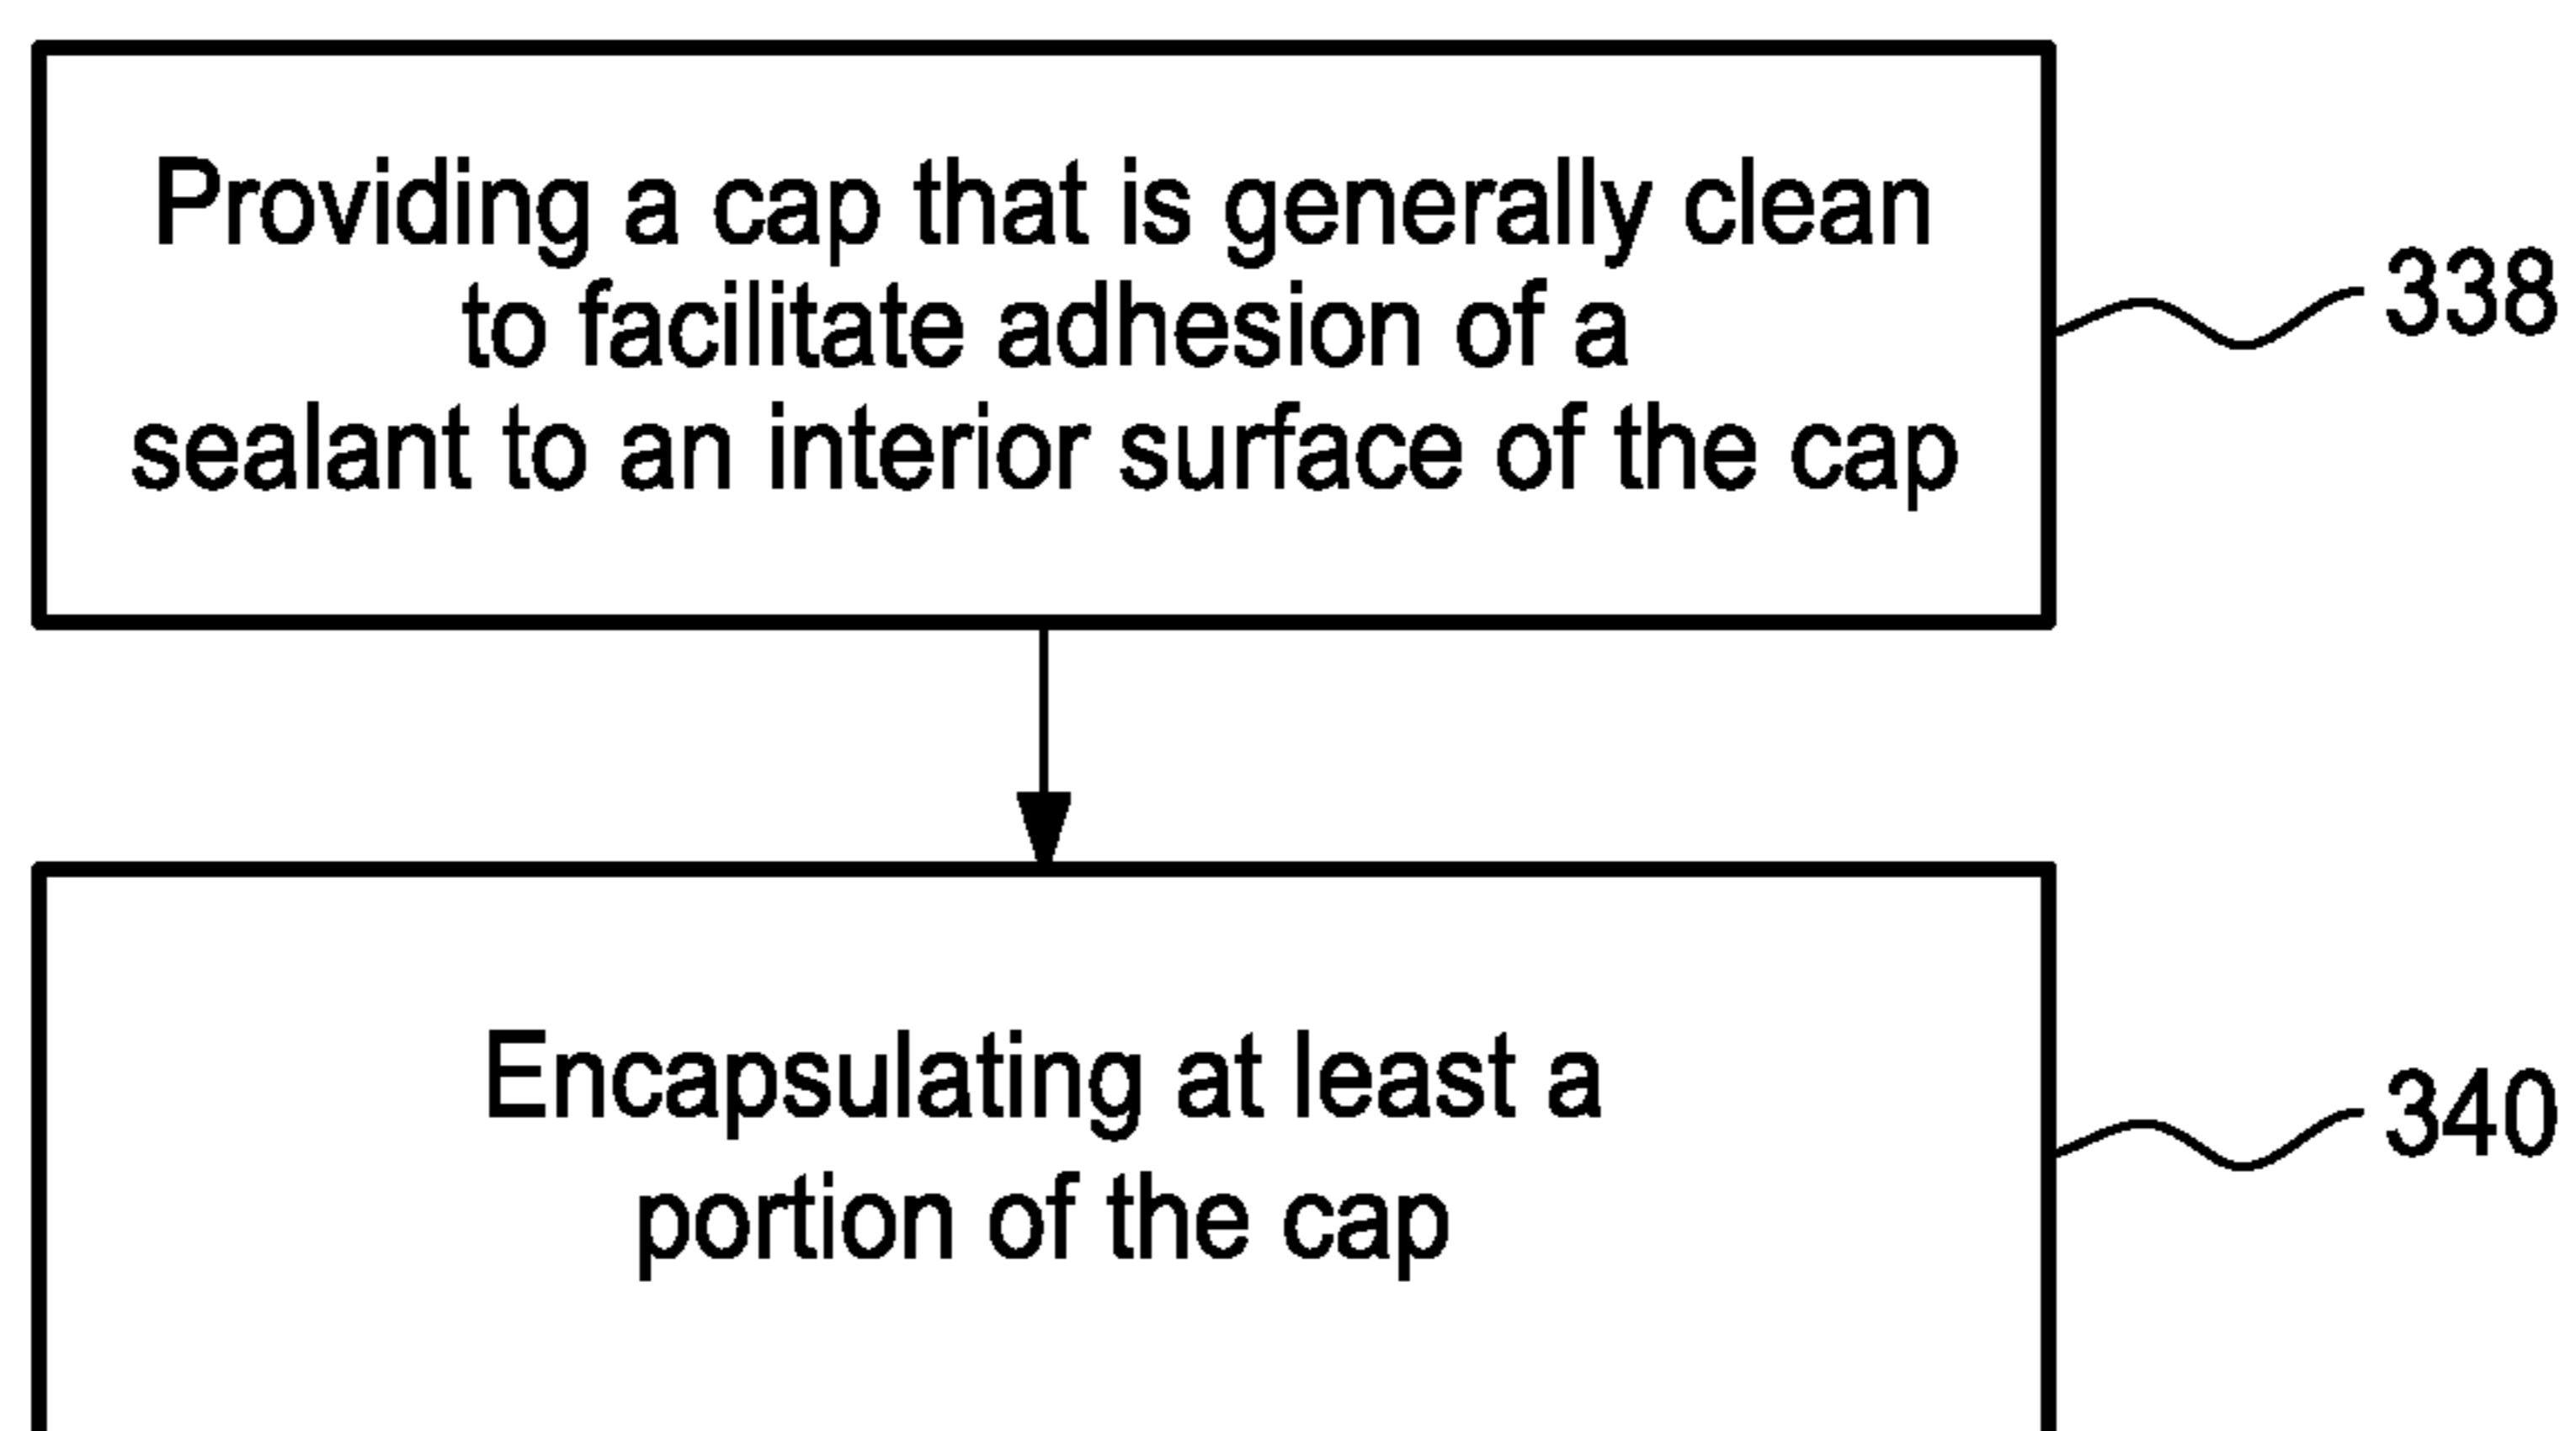 Providing a cap that is generally clean
to facilitate adhesion of a
sealant to an interior surface of the cap
338
Encapsulating at least a
portion of the cap
340